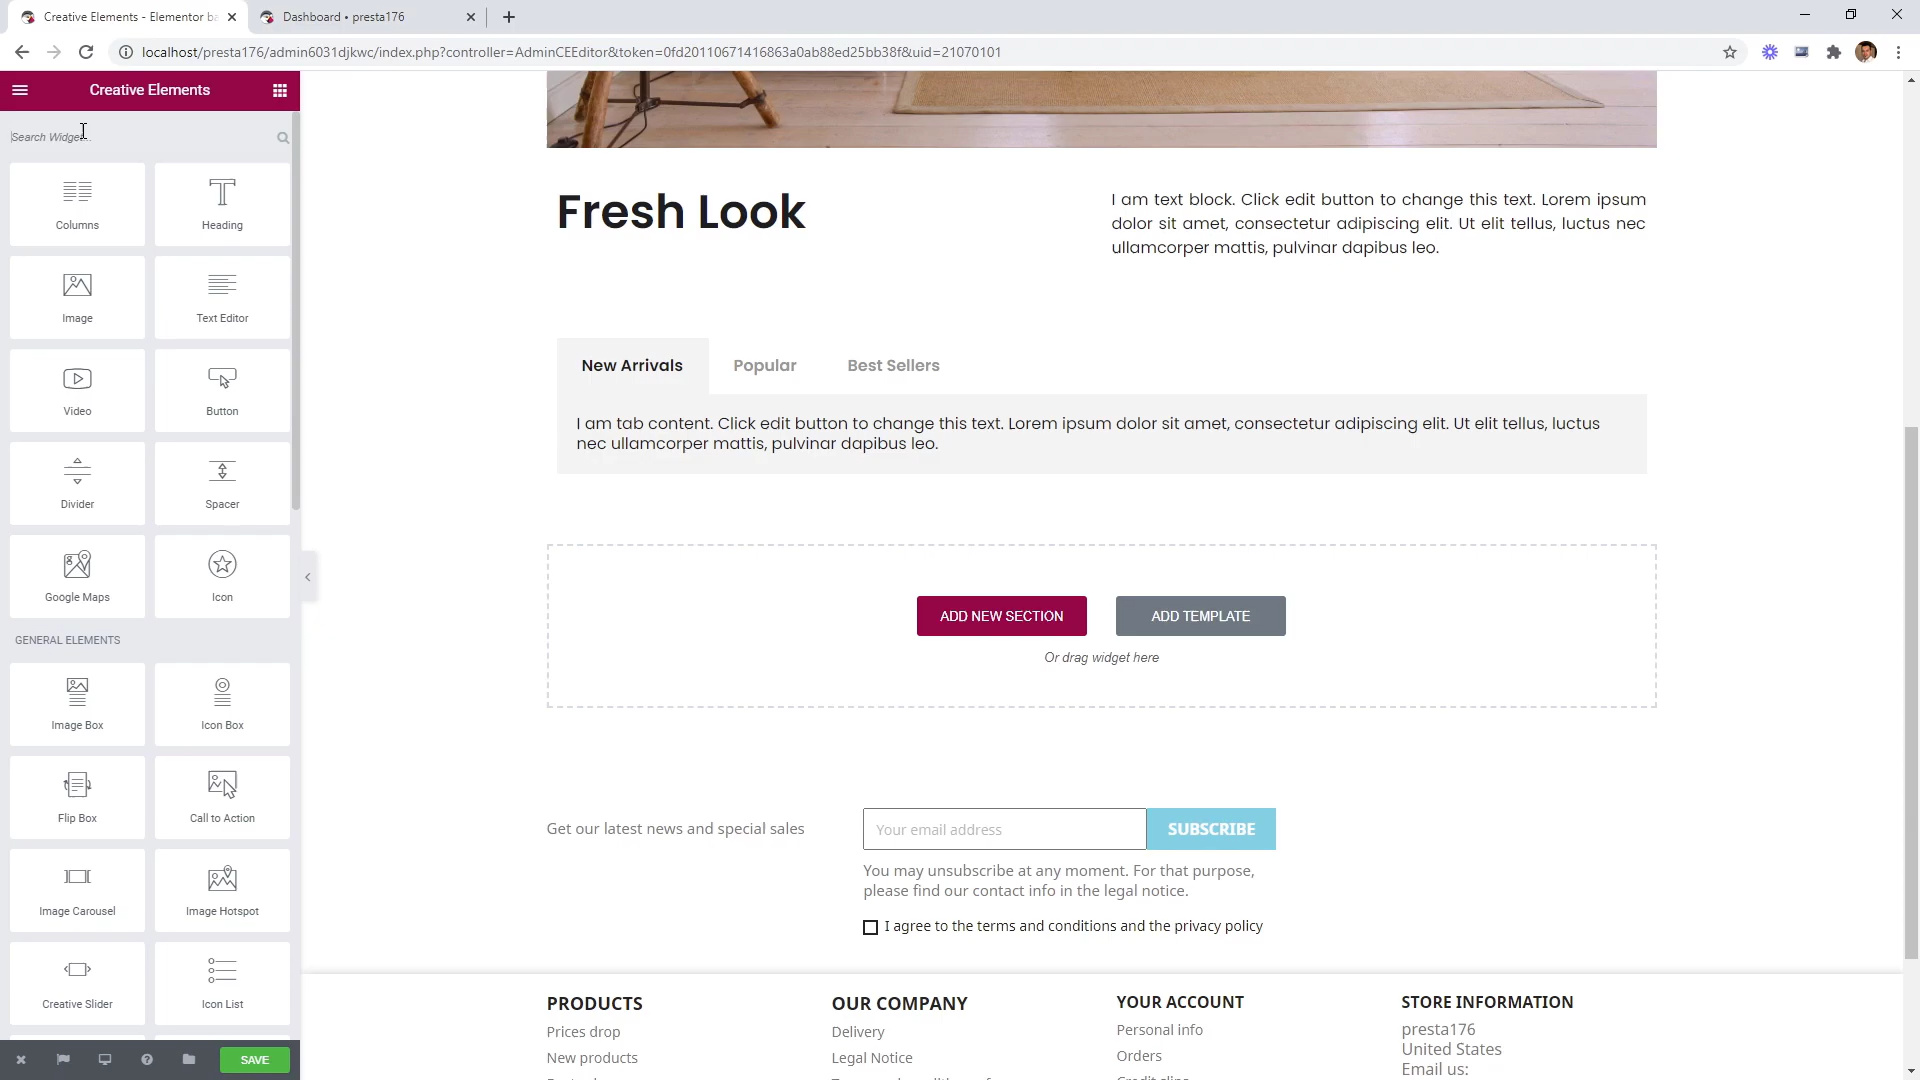 Creative Elements - Elementor ba
Dashboard • presta176
localhost/presta176/admin6031djkwc/index.php?controller=AdminCEEditor&token=0fd20110671416863a0ab88ed25bb38f&uid=21070101
Creative Elements
Search Widget...
Columns
Heading
Image
Text Editor
Video
Button
Divider
Spacer
Google Maps
Icon
GENERAL ELEMENTS
Image Box
Icon Box
Flip Box
Call to Action
Image Carousel
Image Hotspot
Creative Slider
Icon List
SAVE
Fresh Look
I am text block. Click edit button to change this text. Lorem ipsum
dolor sit amet, consectetur adipiscing elit. Ut elit tellus, luctus nec
ullamcorper mattis, pulvinar dapibus leo.
New Arrivals
Popular
Best Sellers
I am tab content. Click edit button to change this text. Lorem ipsum dolor sit amet, consectetur adipiscing elit. Ut elit tellus, luctus
nec ullamcorper mattis, pulvinar dapibus leo.
ADD NEW SECTION
ADD TEMPLATE
Or drag widget here
Get our latest news and special sales
Your email address
SUBSCRIBE
You may unsubscribe at any moment. For that purpose,
please find our contact info in the legal notice.
I agree to the terms and conditions and the privacy policy
PRODUCTS
Prices drop
New products
OUR COMPANY
Delivery
Legal Notice
YOUR ACCOUNT
Personal info
Orders
STORE INFORMATION
presta176
United States
Email us: